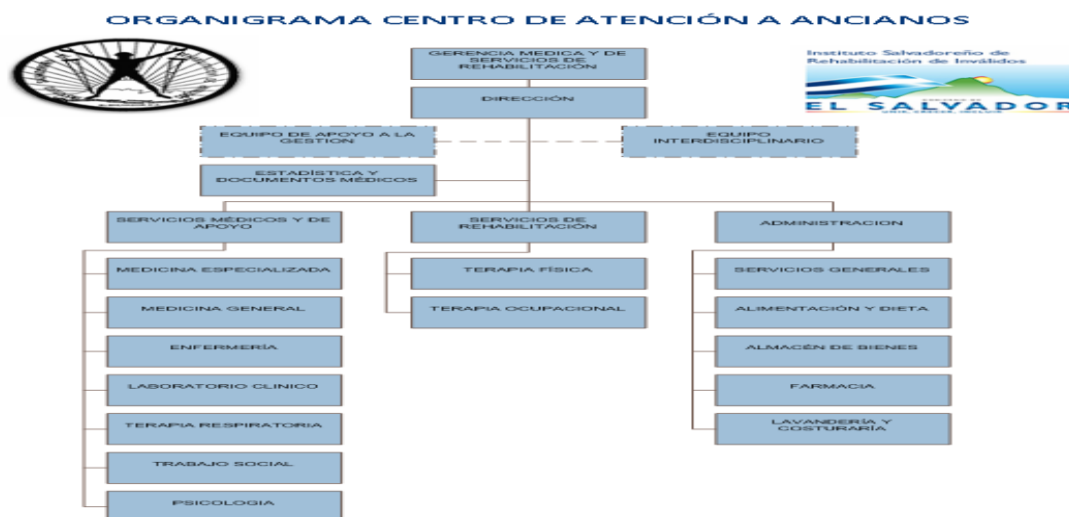 ORGANIGRAMA CENTRO DE ATENCIÓN A ANCIANOS
Instituto Salvadoreño de
Rehabilitación de Inválidos
EL SALVADOR
UNIR, CRECER, INCLUIR
GERENCIA MEDICA Y DE
SERVICIOS DE
REHABILITACIÓN
DIRECCIÓN
EQUIPO DE APOYO A LA
GESTION
EQUIPO
INTERDISCIPLINARIO
ESTADÍSTICA Y
DOCUMENTOS MÉDICOS
SERVICIOS MÉDICOS Y DE
APOYO
SERVICIOS DE
REHABILITACIÓN
ADMINISTRACION
MEDICINA ESPECIALIZADA
MEDICINA GENERAL
ENFERMERÍA
LABORATORIO CLINICO
TERAPIA RESPIRATORIA
TRABAJO SOCIAL
PSICOLOGIA
TERAPIA FÍSICA
TERAPIA OCUPACIONAL
SERVICIOS GENERALES
ALIMENTACIÓN Y DIETA
ALMACÉN DE BIENES
FARMACIA
LAVANDERÍA Y
COSTURARÍA